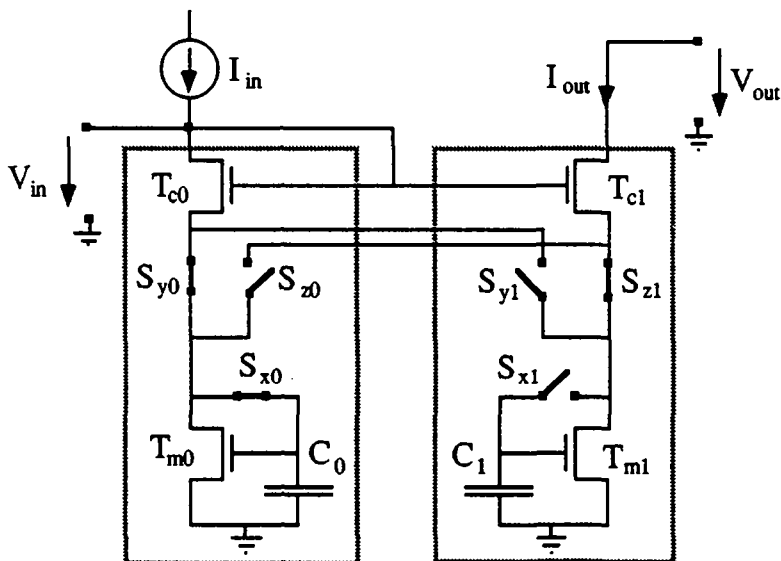 I in
I out
V out
V in
T c0
T c1
S y0
S z0
S y1
S z1
S x0
S x1
T m0
C 0
C 1
T m1